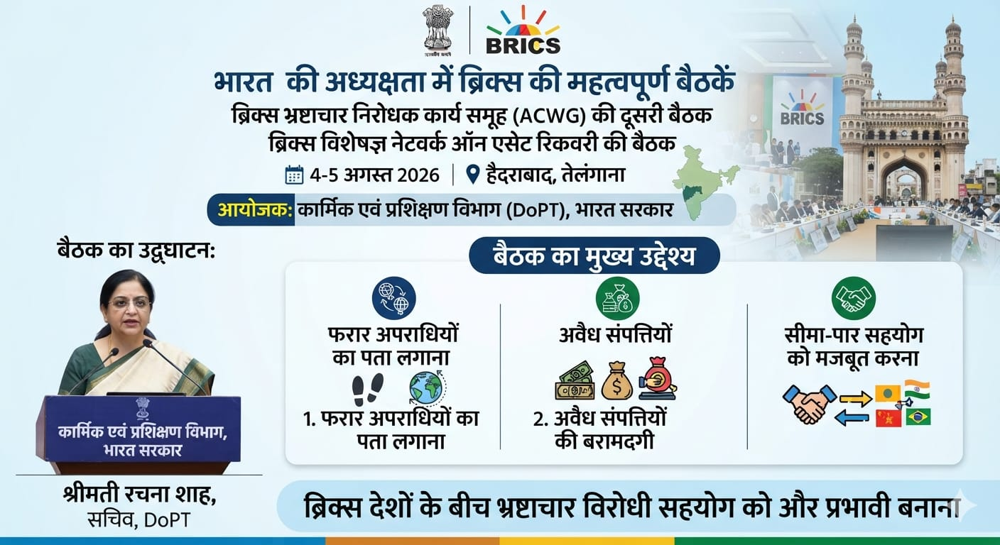 BRICS
भारत की अध्यक्षता में ब्रिक्स की महत्वपूर्ण बैठकें
ब्रिक्स भ्रष्टाचार निरोधक कार्य समूह (ACWG) की दूसरी बैठक
ब्रिक्स विशेषज्ञ नेटवर्क ऑन एसेट रिकवरी की बैठक
4-5 अगस्त 2026 | हैदराबाद, तेलंगाना
आयोजक: कार्मिक एवं प्रशिक्षण विभाग (DoPT), भारत सरकार
BRICS
बैठक का उद्घाटन:
कार्मिक एवं प्रशिक्षण विभाग,
भारत सरकार
श्रीमती रचना शाह,
सचिव, DoPT
बैठक का मुख्य उद्देश्य
फरार अपराधियों
का पता लगाना
1. फरार अपराधियों का
पता लगाना
अवैध संपत्तियों
2. अवैध संपत्तियों
की बरामदगी
सीमा-पार सहयोग
को मजबूत करना
ब्रिक्स देशों के बीच भ्रष्टाचार विरोधी सहयोग को और प्रभावी बनाना